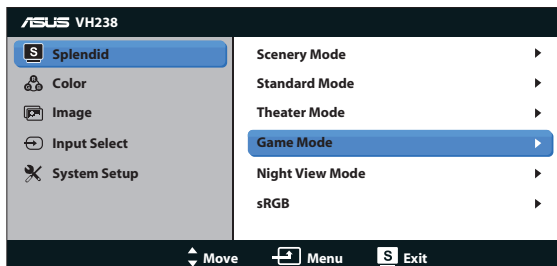 ASUS VH238
S Splendid
Color
Image
Input Select
System Setup
Scenery Mode
Standard Mode
Theater Mode
Game Mode
Night View Mode
sRGB
Move Menu S Exit